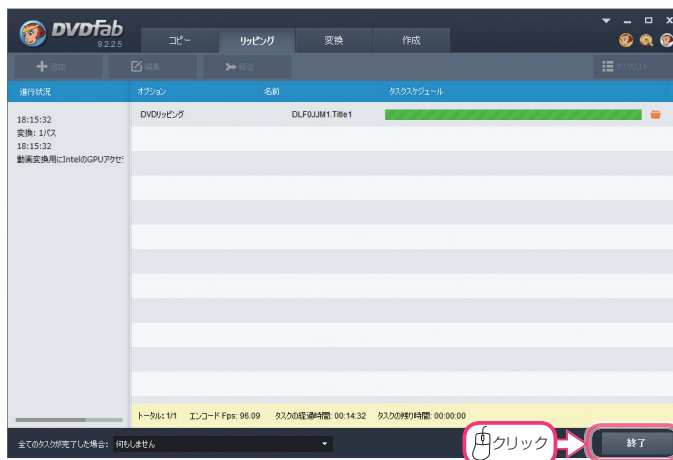 DVDFab
9.2.2.5
コピー リッピング 変換 作成
追加 編集 結合 タスクリスト
進行状況 オプション 名前 タスクスケジュール
18:15:32
変換: 1パス
18:15:32
動画変換用にIntelのGPUアクセ
DVDリッピング DLF0JJM1.Title1
トータル: 1/1 エンコード Fps: 96.09 タスクの経過時間: 00:14:32 タスクの残り時間: 00:00:00
全てのタスクが完了した場合: 何もしません
クリック
終了